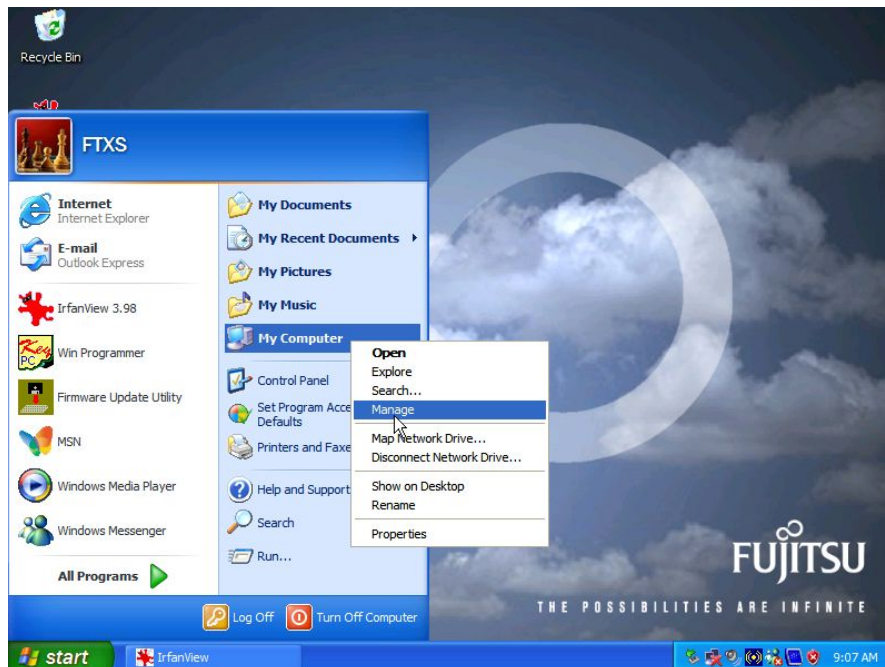 Recycle Bin
FTXS
Internet
Internet Explorer
E-mail
Outlook Express
IrfanView 3.98
Key
PC
Win Programmer
Firmware Update Utility
MSN
Windows Media Player
Windows Messenger
All Programs
My Documents
My Recent Documents
My Pictures
My Music
My Computer
Control Panel
Set Program Acce
Defaults
Printers and Faxe
Help and Support
Search
Run...
Open
Explore
Search...
Manage
Map Network Drive...
Disconnect Network Drive...
Show on Desktop
Rename
Properties
Log Off
Turn Off Computer
FUJITSU
THE POSSIBILITIES ARE INFINITE
start
IrfanView
9:07 AM